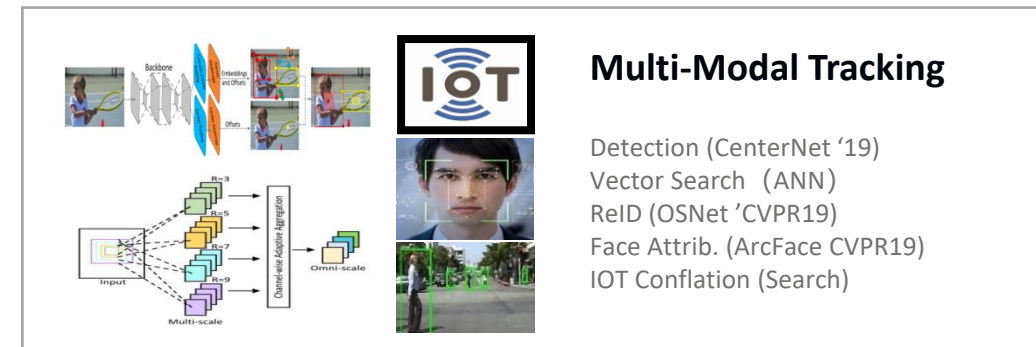 Backbone
Embeddings
and Offsets
Offsets
IOT
Multi-Modal Tracking
Detection (CenterNet ‘19)
Vector Search （ANN）
ReID (OSNet ’CVPR19)
Face Attrib. (ArcFace CVPR19)
IOT Conflation (Search)
R=3
R=5
R=7
R=9
Input
Multi-scale
Channel-wise Adaptive Aggregation
Omni-scale